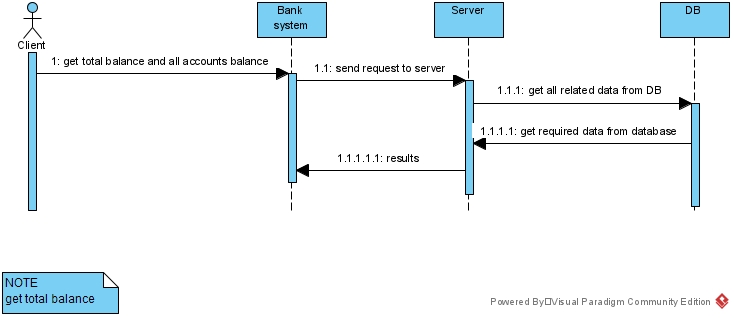 Client
Bank
system
Server
DB
1: get total balance and all accounts balance
1.1: send request to server
1.1.1: get all related data from DB
1.1.1.1: get required data from database
1.1.1.1.1: results
NOTE
get total balance
Powered By□Visual Paradigm Community Edition